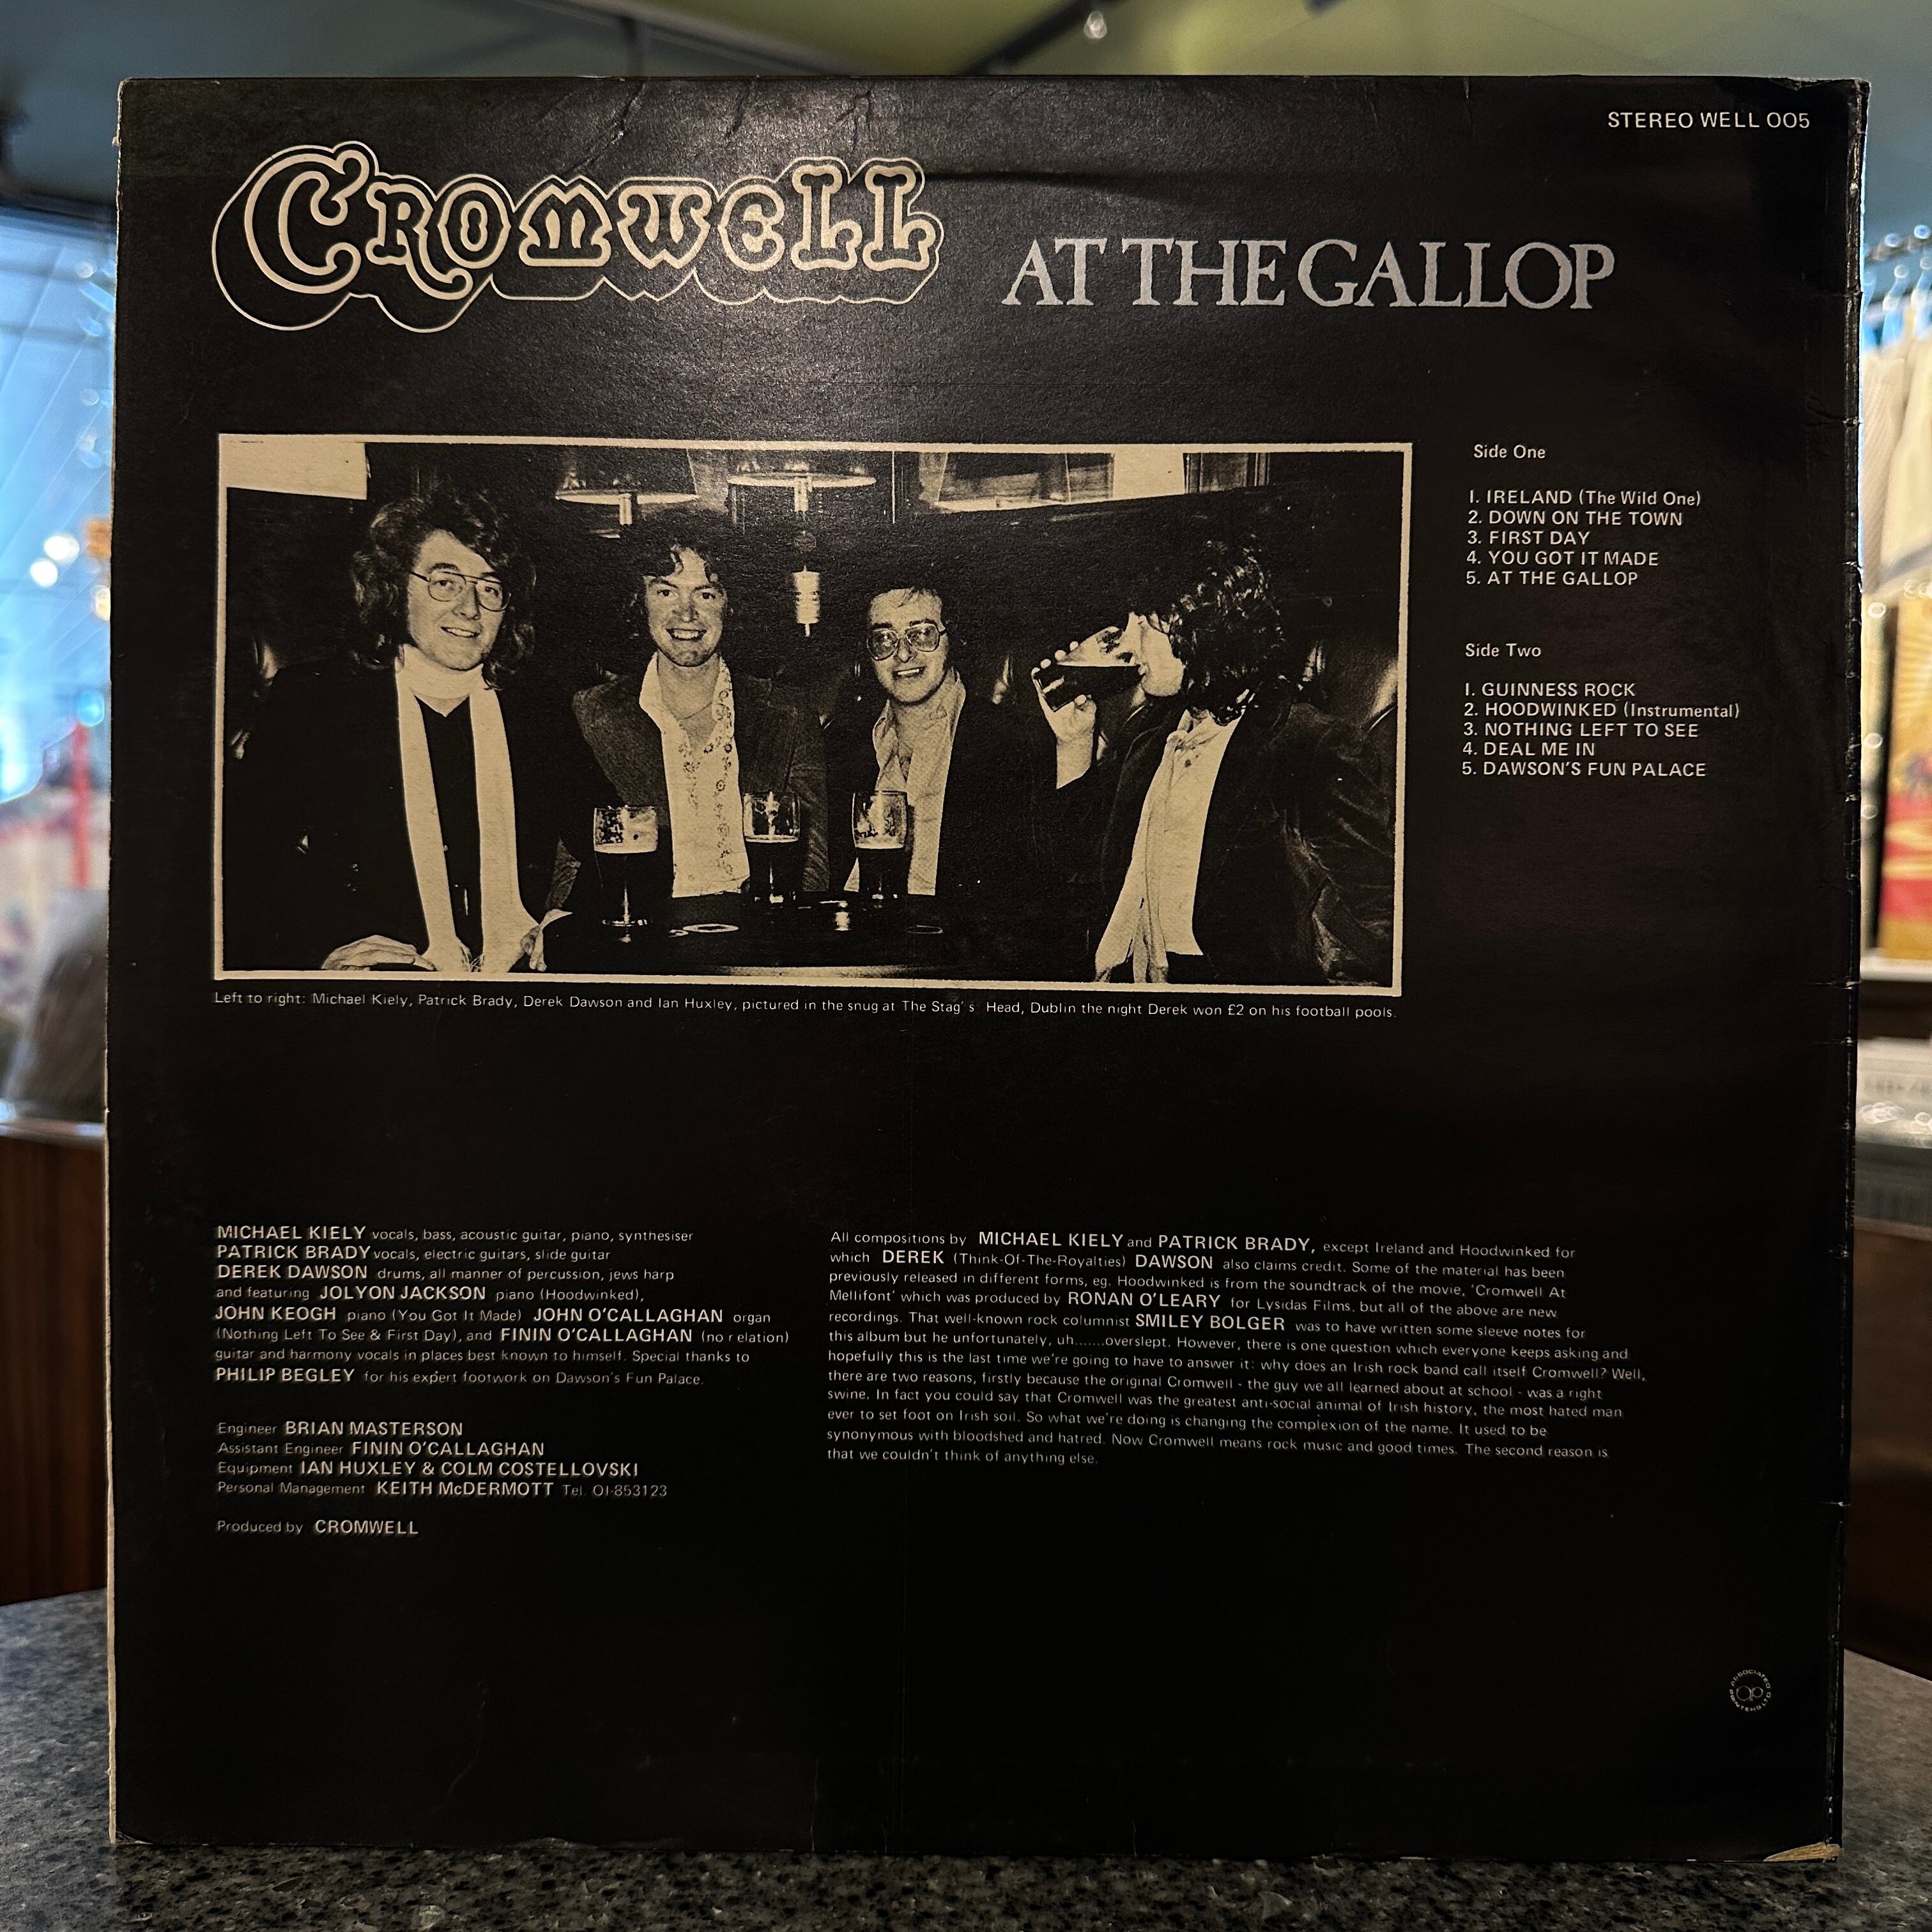 STEREO WELL 005
CROMWELL
AT THE GALLOP
Side One
1. IRELAND (The Wild One)
2. DOWN ON THE TOWN
3. FIRST DAY
4. YOU GOT IT MADE
5. AT THE GALLOP
Side Two
1. GUINNESS ROCK
2. HOODWINKED (Instrumental)
3. NOTHING LEFT TO SEE
4. DEAL ME IN
5. DAWSON'S FUN PALACE
Left to right: Michael Kiely, Patrick Brady, Derek Dawson and Ian Huxley, pictured in the snug at The Stag's Head, Dublin the night Derek won £2 on his football pools.
MICHAEL KIELY vocals, bass, acoustic guitar, piano, synthesiser
PATRICK BRADY vocals, electric guitars, slide guitar
DEREK DAWSON drums, all manner of percussion, jews harp
and featuring JOLYON JACKSON piano (Hoodwinked),
JOHN KEOGH piano (You Got It Made) JOHN O'CALLAGHAN organ
(Nothing Left To See & First Day), and FININ O'CALLAGHAN (no relation)
guitar and harmony vocals in places best known to himself. Special thanks to
PHILIP BEGLEY for his expert footwork on Dawson's Fun Palace.
Engineer BRIAN MASTERSON
Assistant Engineer FININ O'CALLAGHAN
Equipment IAN HUXLEY & COLM COSTELLOVSKI
Personal Management KEITH McDERMOTT Tel. 01-853123
Produced by CROMWELL
All compositions by MICHAEL KIELY and PATRICK BRADY, except Ireland and Hoodwinked for
which DEREK (Think-Of-The-Royalties) DAWSON also claims credit. Some of the material has been
previously released in different forms, eg. Hoodwinked is from the soundtrack of the movie, 'Cromwell At
Mellifont' which was produced by RONAN O'LEARY for Lysidas Films, but all of the above are new
recordings. That well-known rock columnist SMILEY BOLGER was to have written some sleeve notes for
this album but he unfortunately, uh.......overslept. However, there is one question which everyone keeps asking and
hopefully this is the last time we're going to have to answer it: why does an Irish rock band call itself Cromwell? Well,
there are two reasons, firstly because the original Cromwell - the guy we all learned about at school - was a right
swine. In fact you could say that Cromwell was the greatest anti-social animal of Irish history, the most hated man
ever to set foot on Irish soil. So what we're doing is changing the complexion of the name. It used to be
synonymous with bloodshed and hatred. Now Cromwell means rock music and good times. The second reason is
that we couldn't think of anything else.
ASSOCIATED
ap
PRINTERS LTD